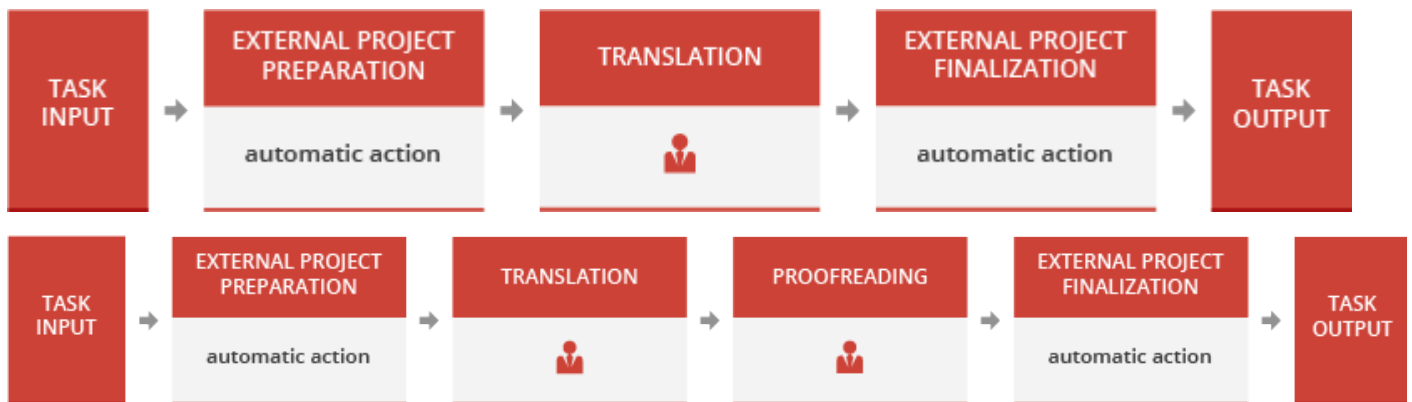 TASK
INPUT
EXTERNAL PROJECT
PREPARATION
automatic action
TRANSLATION
EXTERNAL PROJECT
FINALIZATION
automatic action
TASK
OUTPUT
TASK
INPUT
EXTERNAL PROJECT
PREPARATION
automatic action
TRANSLATION
PROOFREADING
EXTERNAL PROJECT
FINALIZATION
automatic action
TASK
OUTPUT